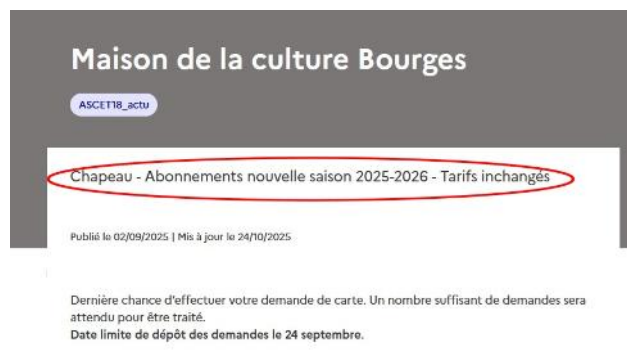 Maison de la culture Bourges
ASCET18_actu
Chapeau - Abonnements nouvelle saison 2025-2026 - Tarifs inchangés
Publié le 02/09/2025 | Mis à jour le 24/10/2025
Dernière chance d'effectuer votre demande de carte. Un nombre suffisant de demandes sera
attendu pour être traité.
Date limite de dépôt des demandes le 24 septembre.